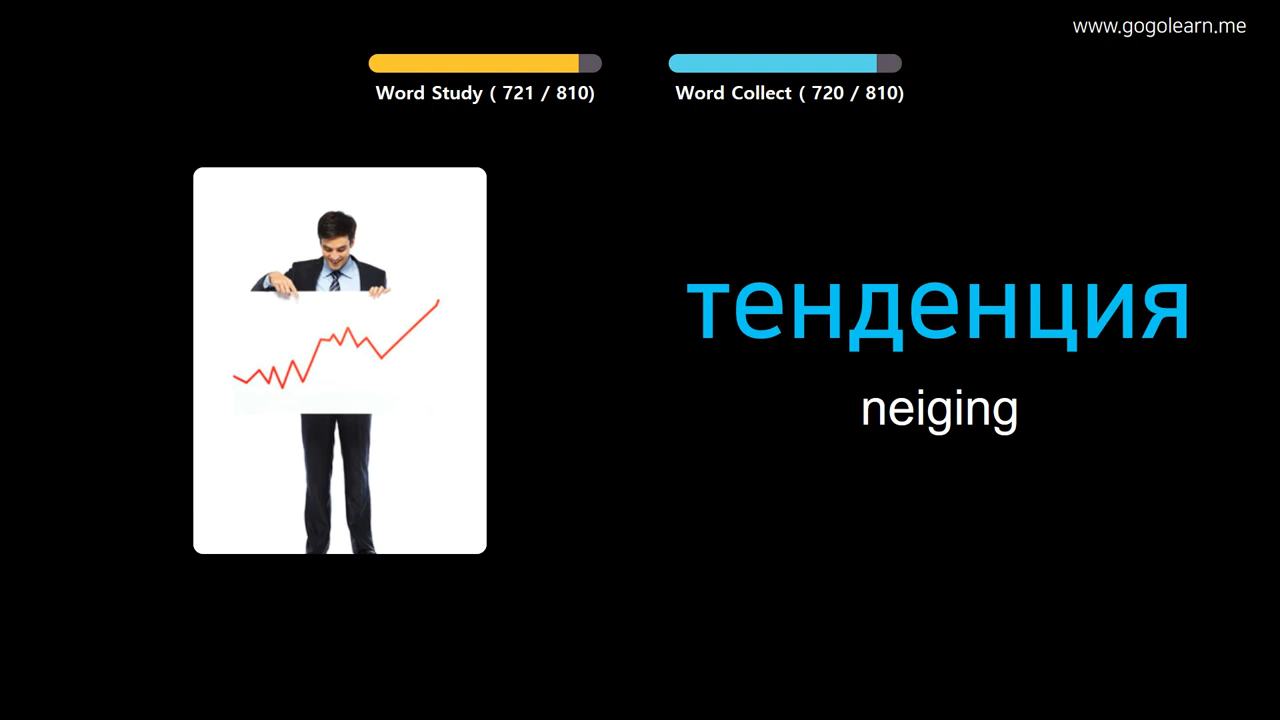 www.gogolearn.me
Word Study ( 721 / 810)
Word Collect ( 720 / 810)
тенденция
neiging